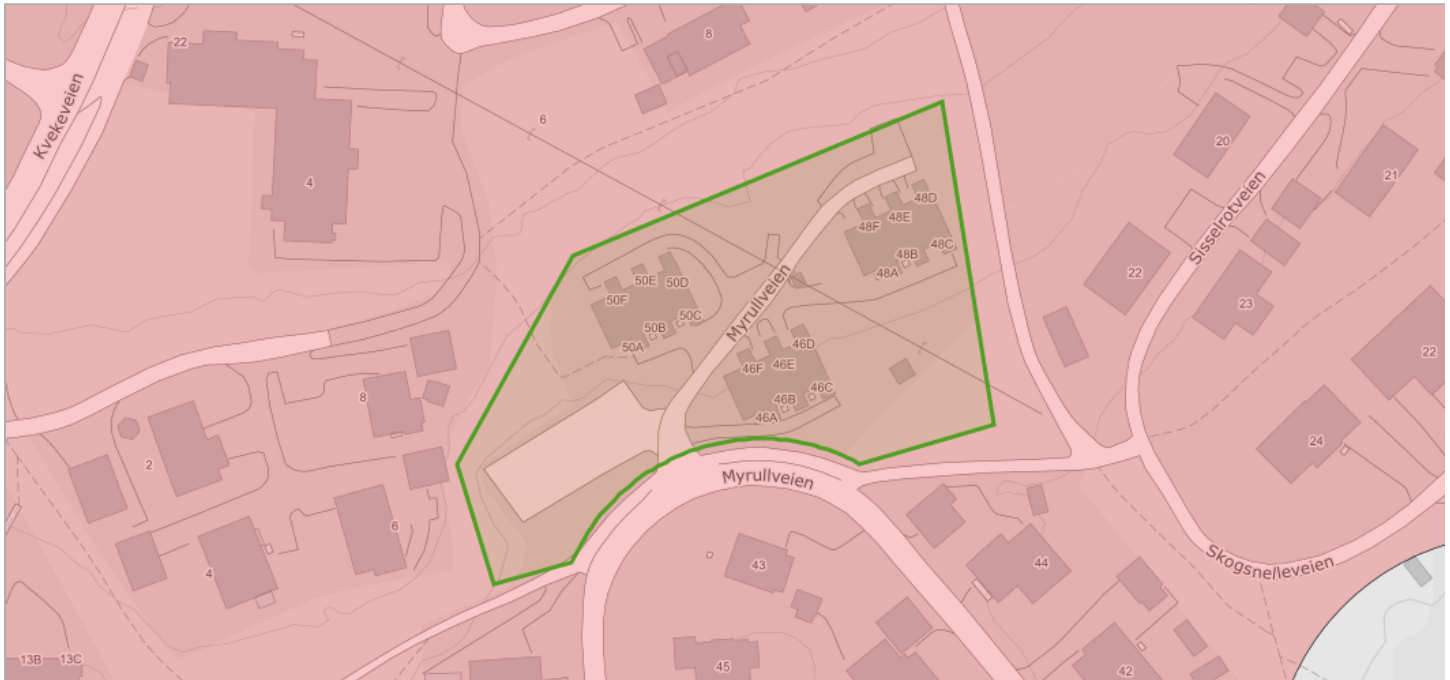 22
8
Kvekeveien
6
20
21
4
48D
48E
48F
48C
48B
48A
Sisselrotveien
50E
50D
22
50F
50C
23
50B
50A
Myrullveien
46D
46F
46E
22
8
46C
46B
46A
24
2
Myrullveien
6
44
Skogsnelleveien
43
4
13B
13C
45
42